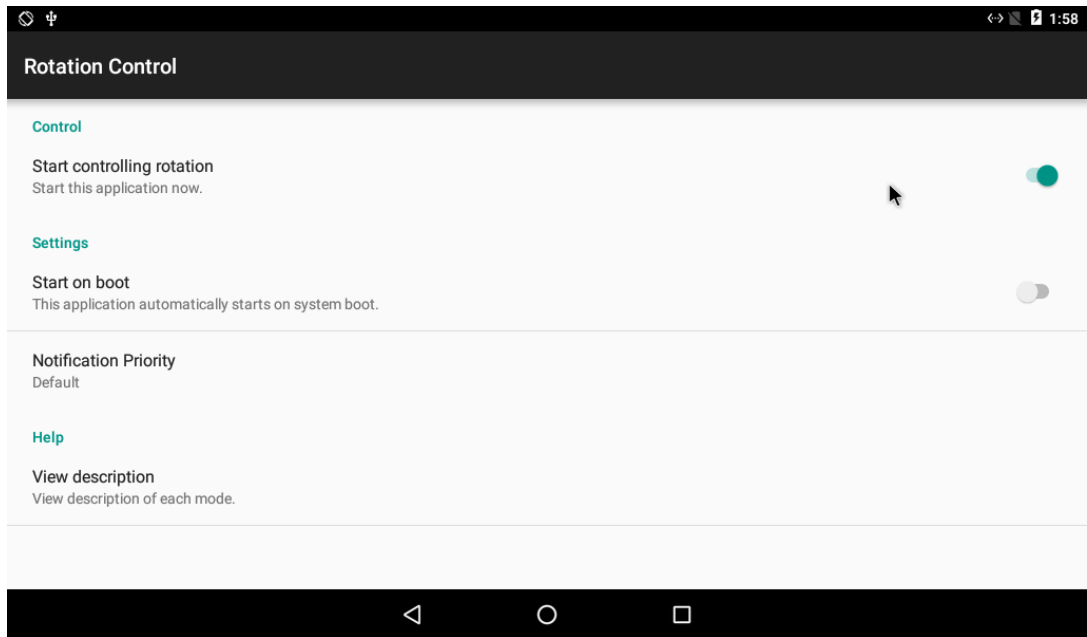 1:58
Rotation Control
Control
Start controlling rotation
Start this application now.
Settings
Start on boot
This application automatically starts on system boot.
Notification Priority
Default
Help
View description
View description of each mode.